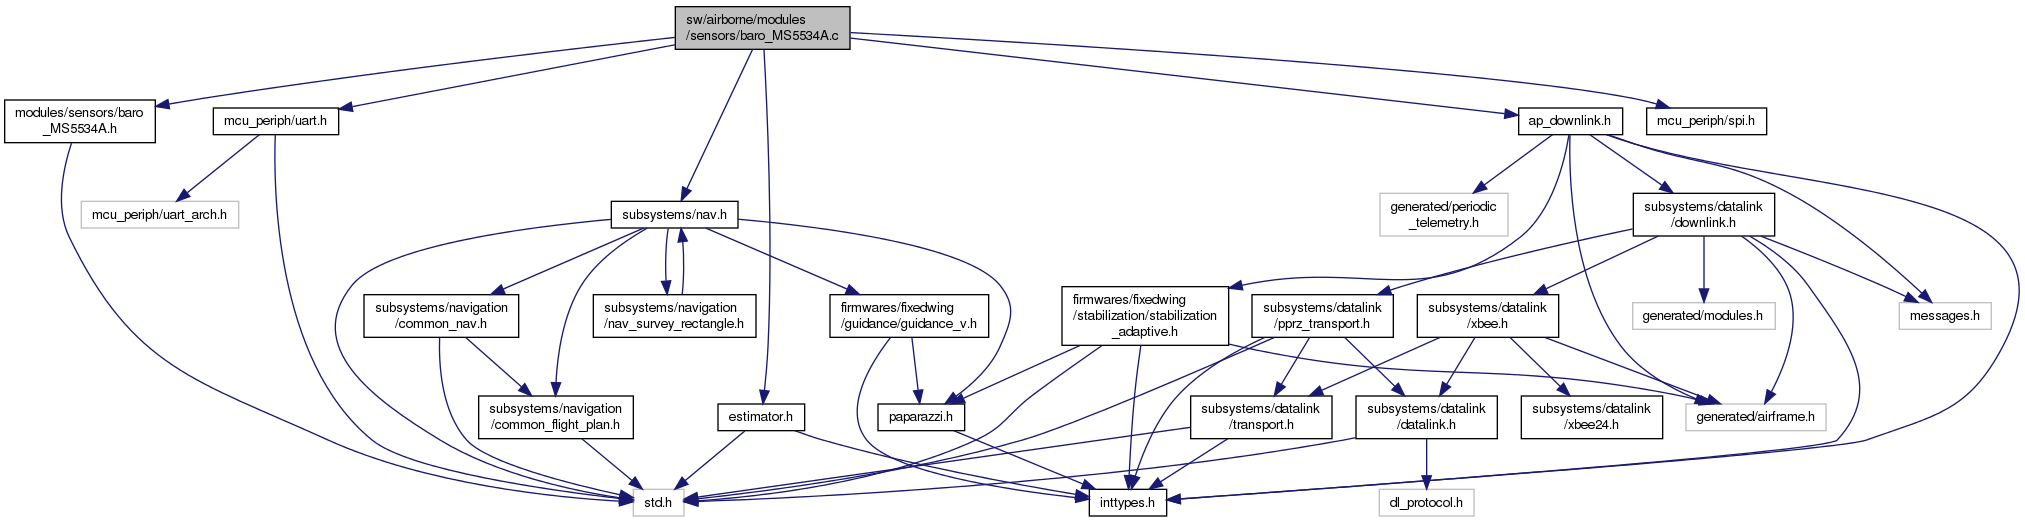 sw/airborne/modules
/sensors/baro_MS5534A.c
modules/sensors/baro
_MS5534A.h
mcu_periph/uart.h
ap_downlink.h
mcu_periph/spi.h
mcu_periph/uart_arch.h
subsystems/nav.h
generated/periodic
_telemetry.h
subsystems/datalink
/downlink.h
subsystems/navigation
/common_nav.h
subsystems/navigation
/nav_survey_rectangle.h
firmwares/fixedwing
/guidance/guidance_v.h
firmwares/fixedwing
/stabilization/stabilization
_adaptive.h
subsystems/datalink
/pprz_transport.h
subsystems/datalink
/xbee.h
generated/modules.h
messages.h
subsystems/navigation
/common_flight_plan.h
estimator.h
paparazzi.h
subsystems/datalink
/transport.h
subsystems/datalink
/datalink.h
subsystems/datalink
/xbee24.h
generated/airframe.h
std.h
inttypes.h
dl_protocol.h